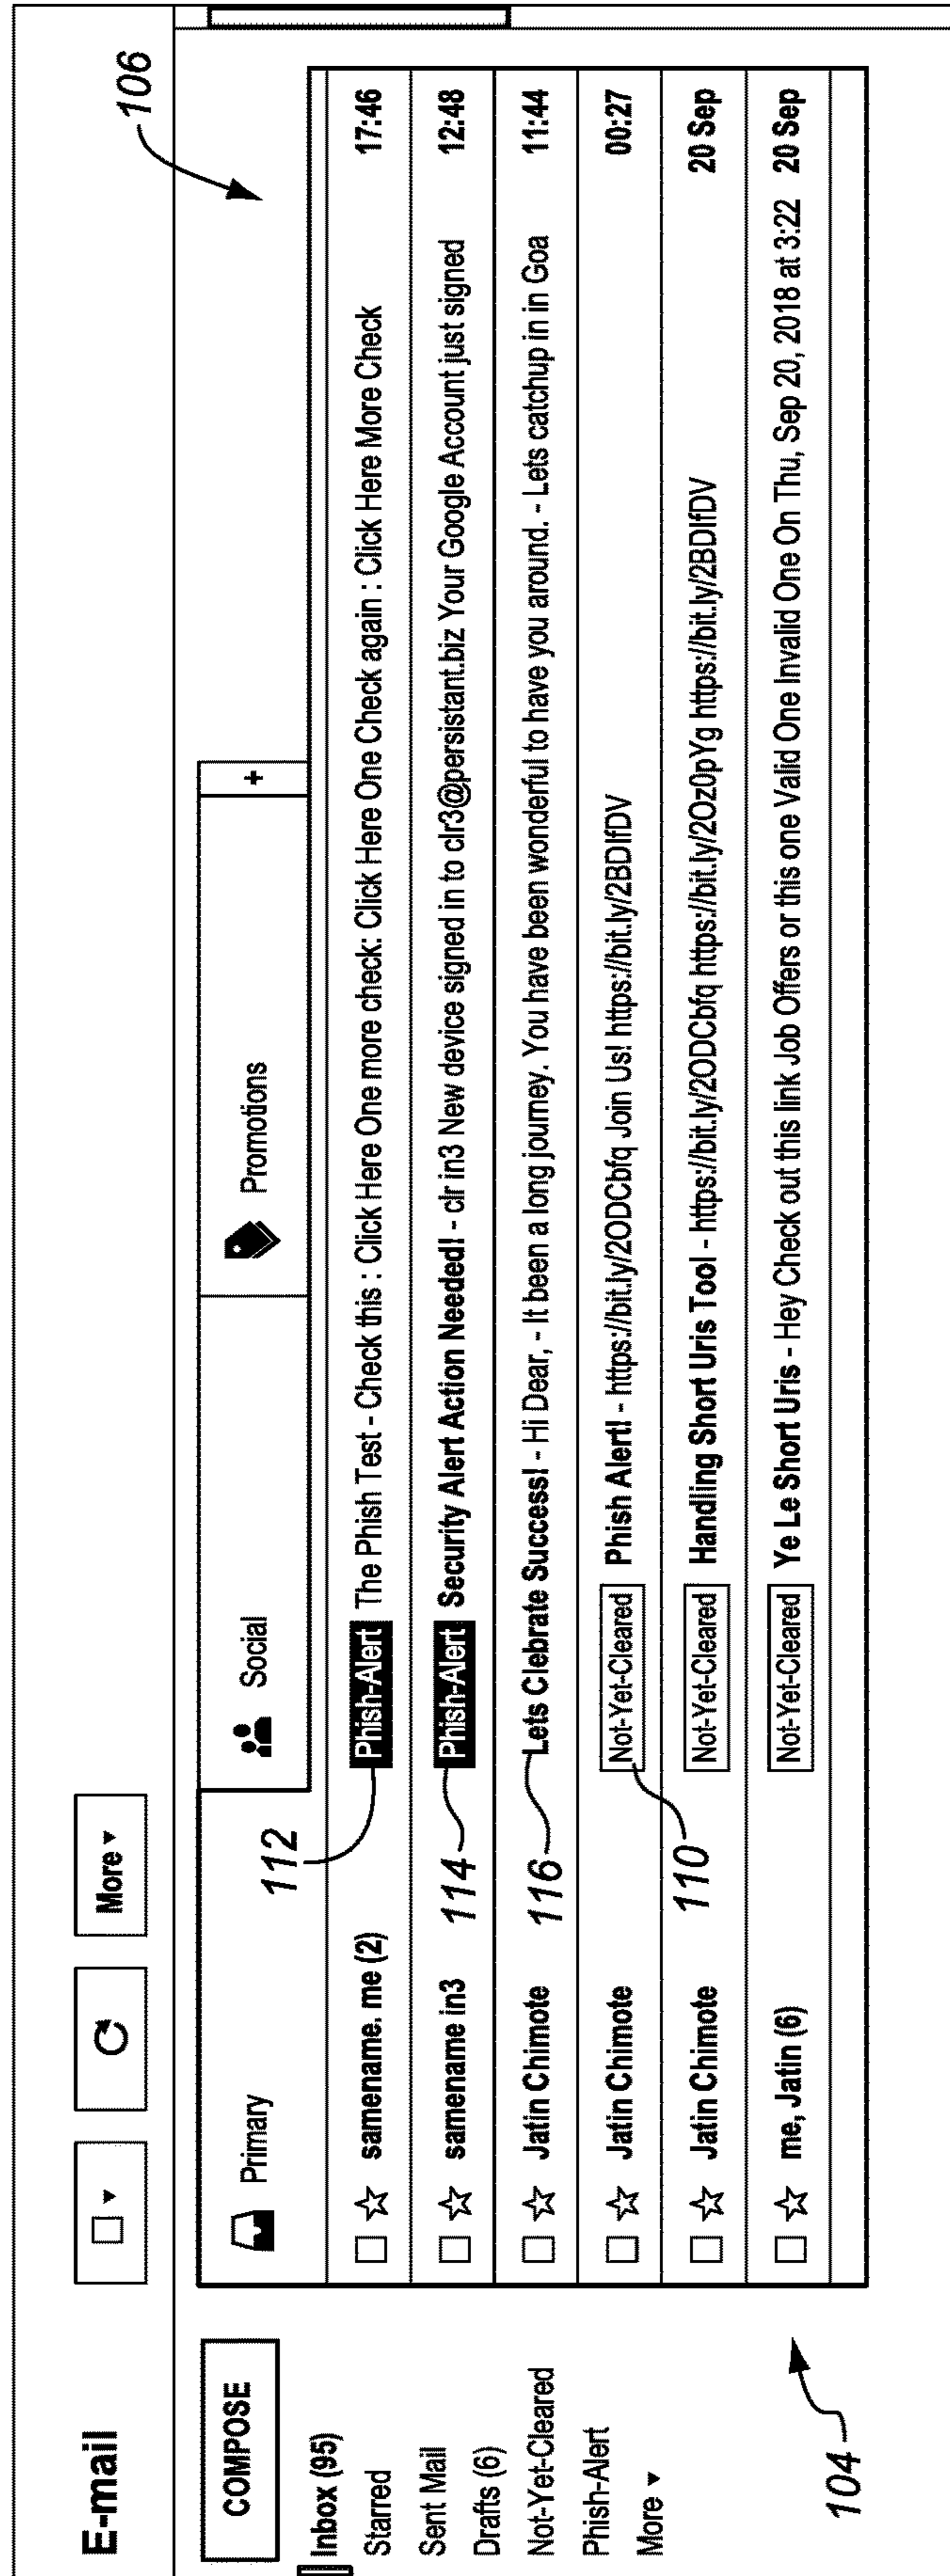 E-mail
More ▾
106
COMPOSE
Inbox (95)
Starred
Sent Mail
Drafts (6)
Not-Yet-Cleared
Phish-Alert
More ▾
104
Primary
Social
Promotions
+
112
samename. me (2) Phish-Alert The Phish Test - Check this : Click Here One more check: Click Here One Check again : Click Here More Check 17:46
samename in3 Phish-Alert Security Alert Action Needed! - clr in3 New device signed in to clr3@persistant.biz Your Google Account just signed 12:48
114
Jatin Chimote Lets Clebrate Success! - Hi Dear, - It been a long journey. You have been wonderful to have you around. - Lets catchup in in Goa 11:44
116
Jatin Chimote Not-Yet-Cleared Phish Alert! - https://bit.ly/2ODCbfq Join Us! https://bit.ly/2BDIfDV 00:27
110
Jatin Chimote Not-Yet-Cleared Handling Short Uris Tool - https://bit.ly/2ODCbfq https://bit.ly/2Oz0pYg https://bit.ly/2BDIfDV 20 Sep
me, Jatin (6) Not-Yet-Cleared Ye Le Short Uris - Hey Check out this link Job Offers or this one Valid One Invalid One On Thu, Sep 20, 2018 at 3:22 20 Sep